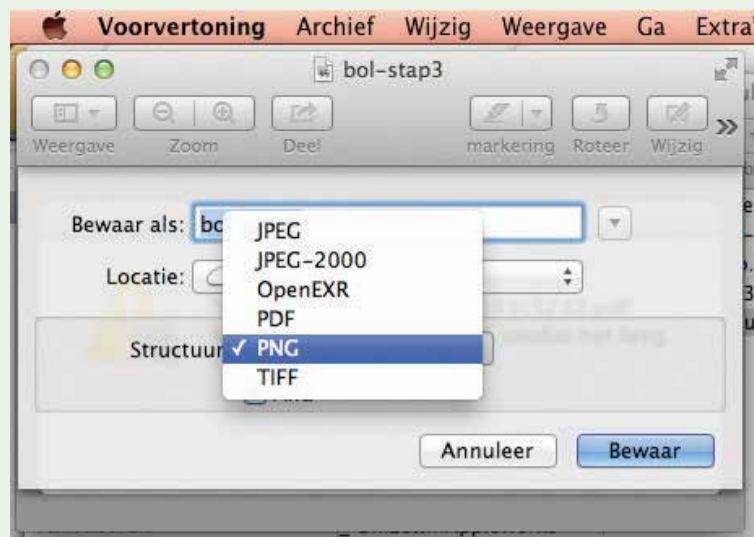 Voorvertoning Archief Wijzig Weergave Ga Extra
bol-stap3
Weergave Zoom Deel markering Roteer Wijzig
Bewaar als: bo
Locatie:
JPEG
JPEG-2000
OpenEXR
PDF
Structuur ✓ PNG
TIFF
Annuleer Bewaar